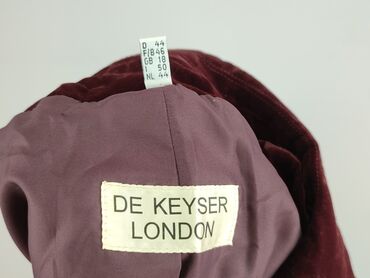 D 44
F/B 46
GB 18
I 50
NL 44
DE KEYSER
LONDON